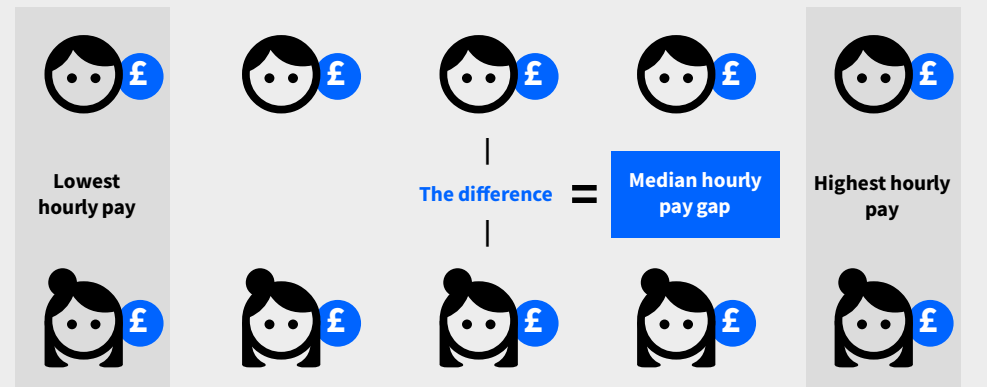 £ £ £ £ £
Lowest
hourly pay
The difference
=
Median hourly
pay gap
Highest hourly
pay
£ £ £ £ £